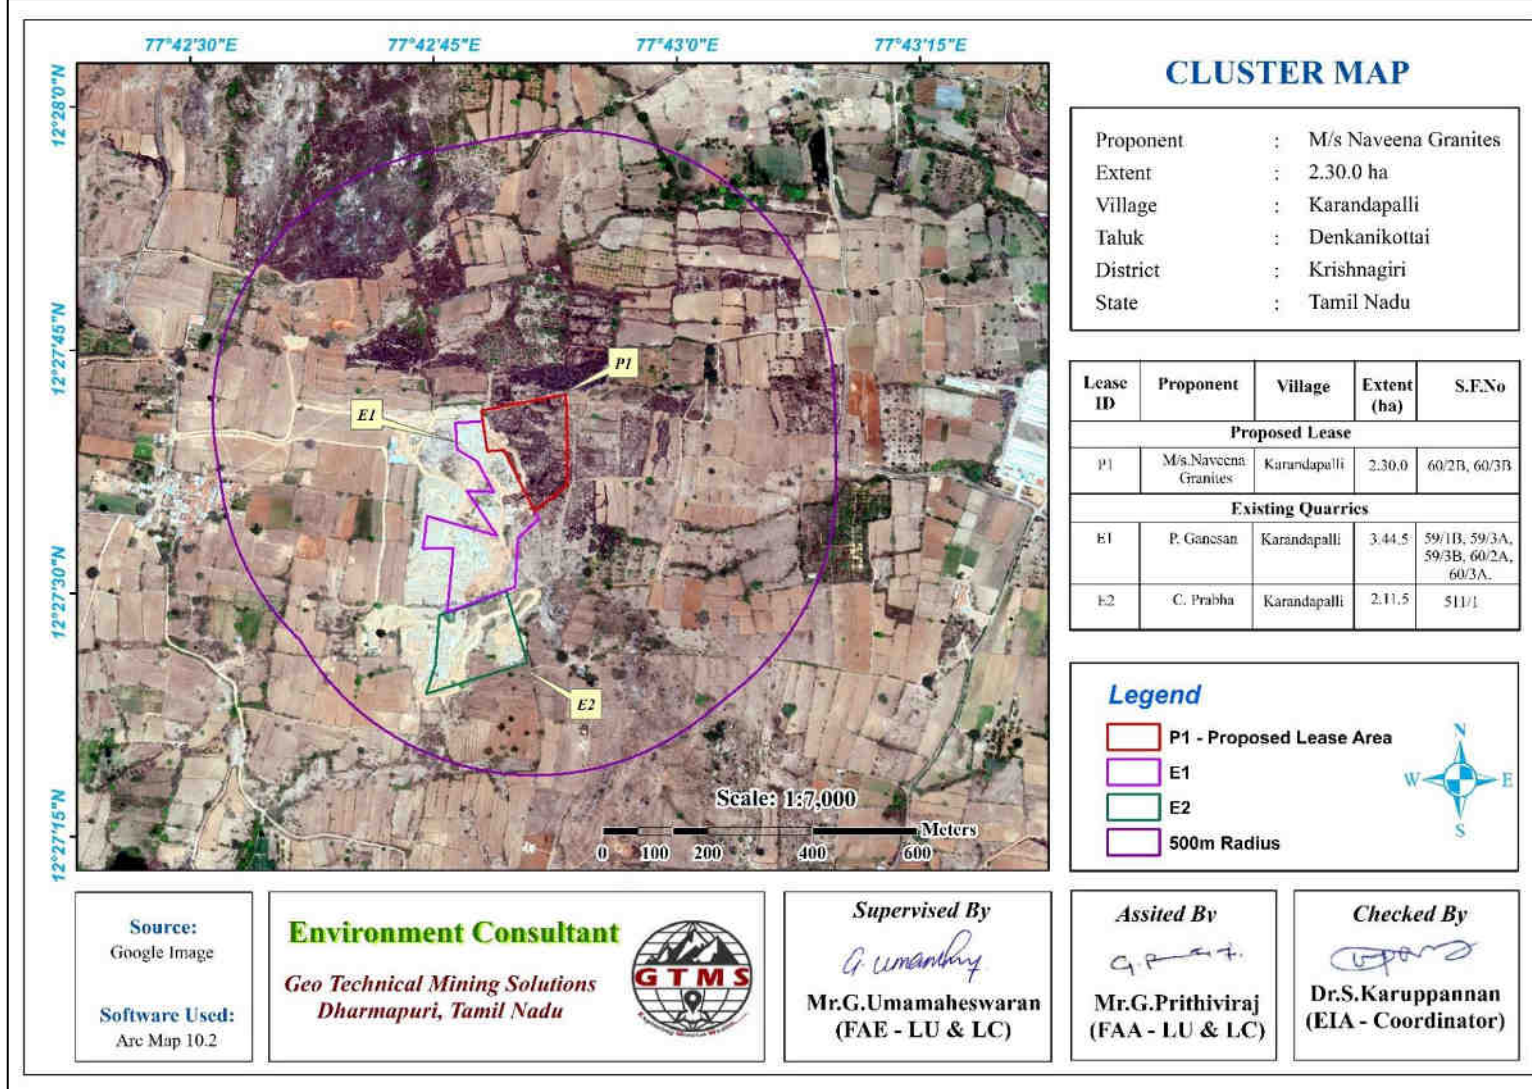 77°42'30"E 77°42'45"E 77°43'0"E 77°43'15"E
12°28'0"N
12°27'45"N
12°27'30"N
12°27'15"N
P1
E1
E2
Scale: 1:7,000
Meters
0 100 200 400 600
CLUSTER MAP
Proponent : M/s Naveena Granites
Extent : 2.30.0 ha
Village : Karandapalli
Taluk : Denkanikottai
District : Krishnagiri
State : Tamil Nadu
Lease ID Proponent Village Extent (ha) S.F.No
Proposed Lease
P1 M/s.Naveena Granites Karandapalli 2.30.0 60/2B, 60/3B
Existing Quarries
E1 P. Ganesan Karandapalli 3.44.5 59/1B, 59/3A,
59/3B, 60/2A,
60/3A.
E2 C. Prabha Karandapalli 2.11.5 511/1
Legend
P1 - Proposed Lease Area
E1
E2
500m Radius
N
W E
S
Source:
Google Image
Software Used:
Arc Map 10.2
Environment Consultant
Geo Technical Mining Solutions
Dharmapuri, Tamil Nadu
GTMS
Supervised By
G. Umamahesw
Mr.G.Umamaheswaran
(FAE - LU & LC)
Assited By
Mr.G.Prithiviraj
(FAA - LU & LC)
Checked By
Dr.S.Karuppannan
(EIA - Coordinator)